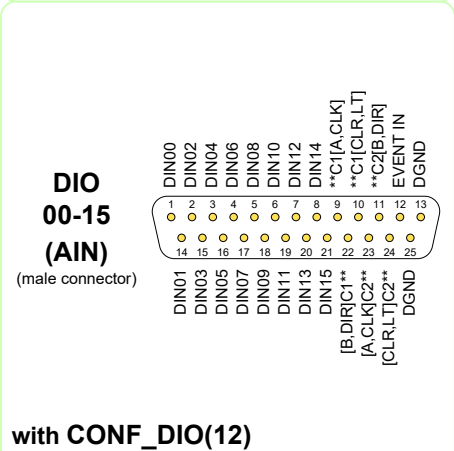 DIN00
DIN02
DIN04
DIN06
DIN08
DIN10
DIN12
DIN14
**C1[A,CLK]
**C1[CLR,LT]
**C2[B,DIR]
EVENT IN
DGND
DIO
00-15
(AIN)
(male connector)
1 2 3 4 5 6 7 8 9 10 11 12 13
14 15 16 17 18 19 20 21 22 23 24 25
DIN01
DIN03
DIN05
DIN07
DIN09
DIN11
DIN13
DIN15
[B,DIR]C1**
[A,CLK]C2**
[CLR,LT]C2**
DGND
with CONF_DIO(12)